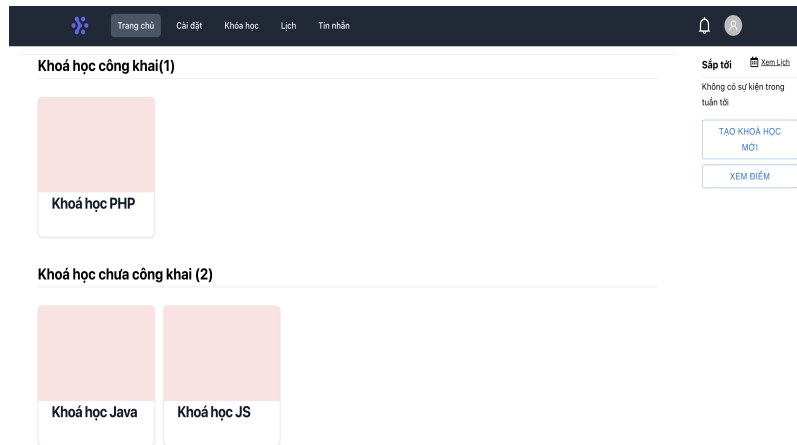 Trang chủ Cài đặt Khóa học Lịch Tin nhắn
Khoá học công khai(1)
Khoá học PHP
Khoá học chưa công khai (2)
Khoá học Java Khoá học JS
Sắp tới Xem Lịch
Không có sự kiện trong
tuần tới
TẠO KHOÁ HỌC
MỚI
XEM ĐIỂM